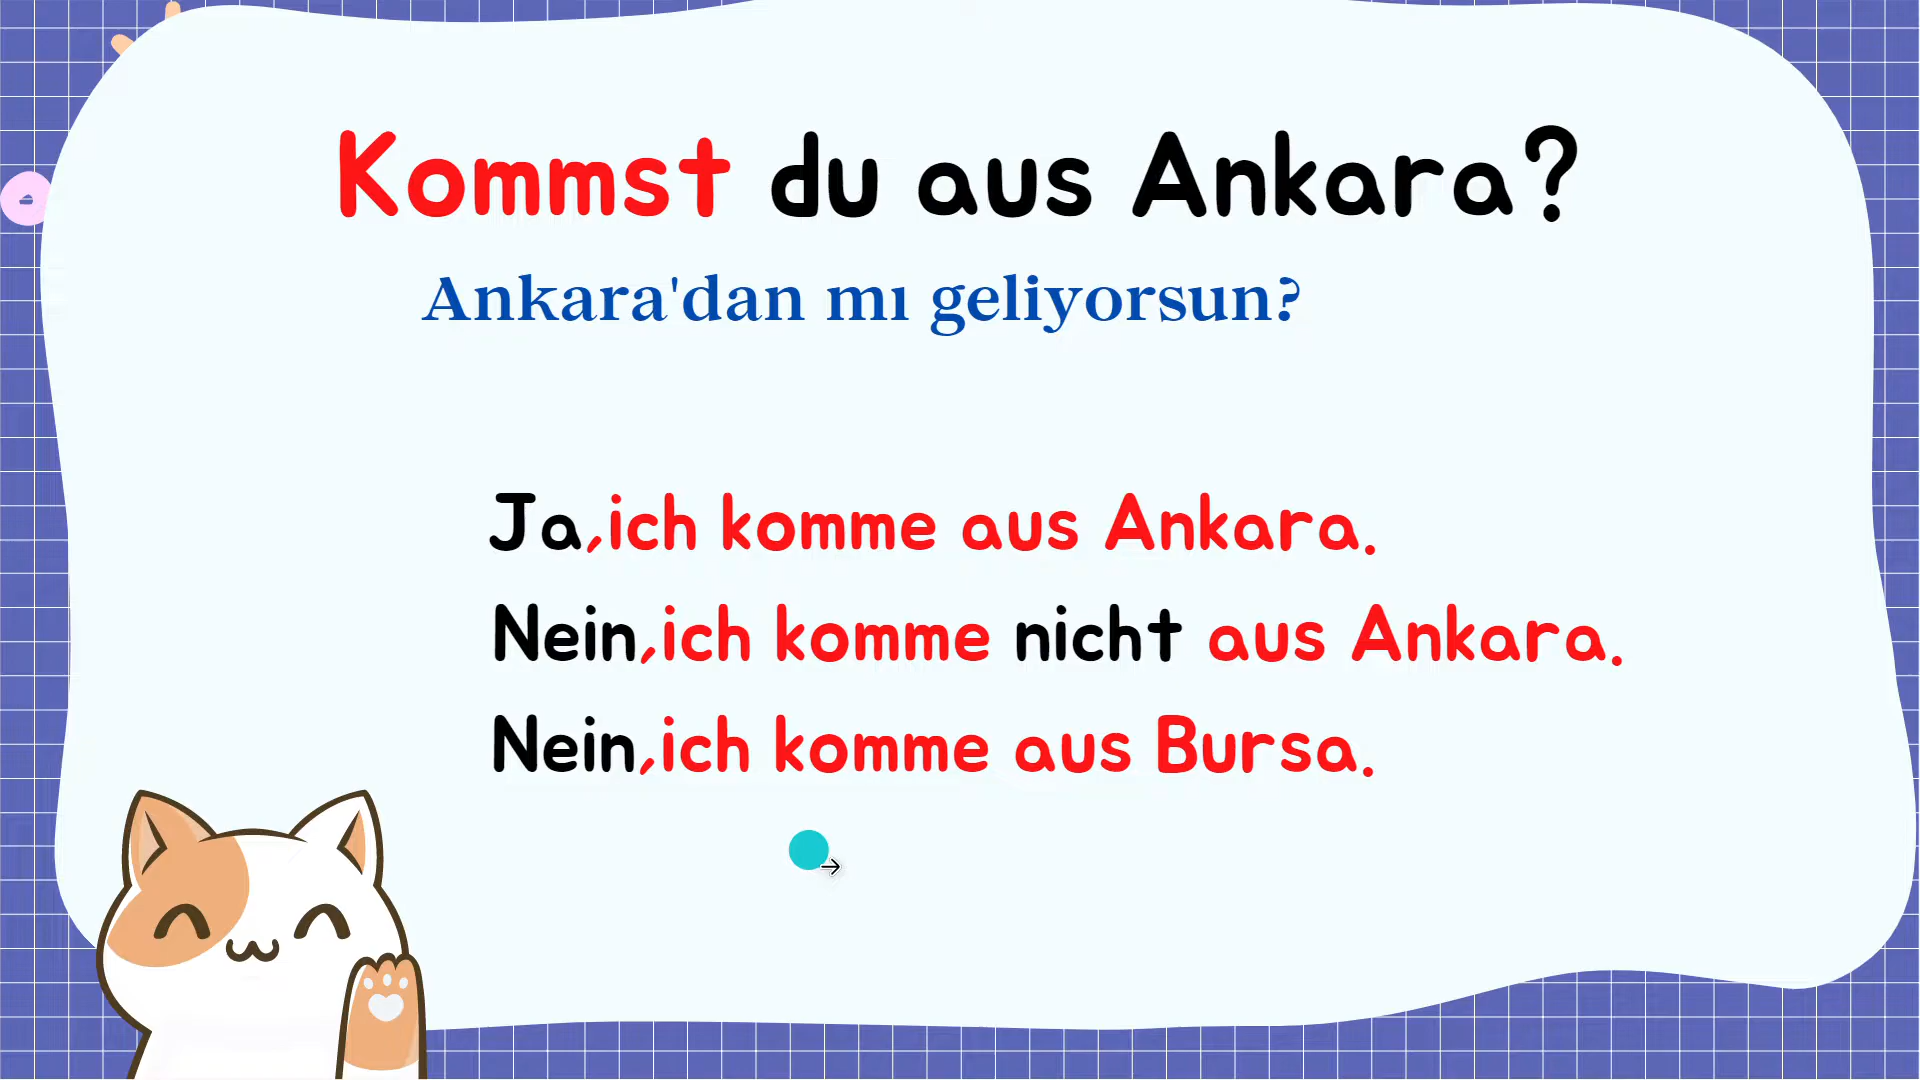 Kommst du aus Ankara?
Ankara'dan mı geliyorsun?
Ja,ich komme aus Ankara.
Nein,ich komme nicht aus Ankara.
Nein,ich komme aus Bursa.